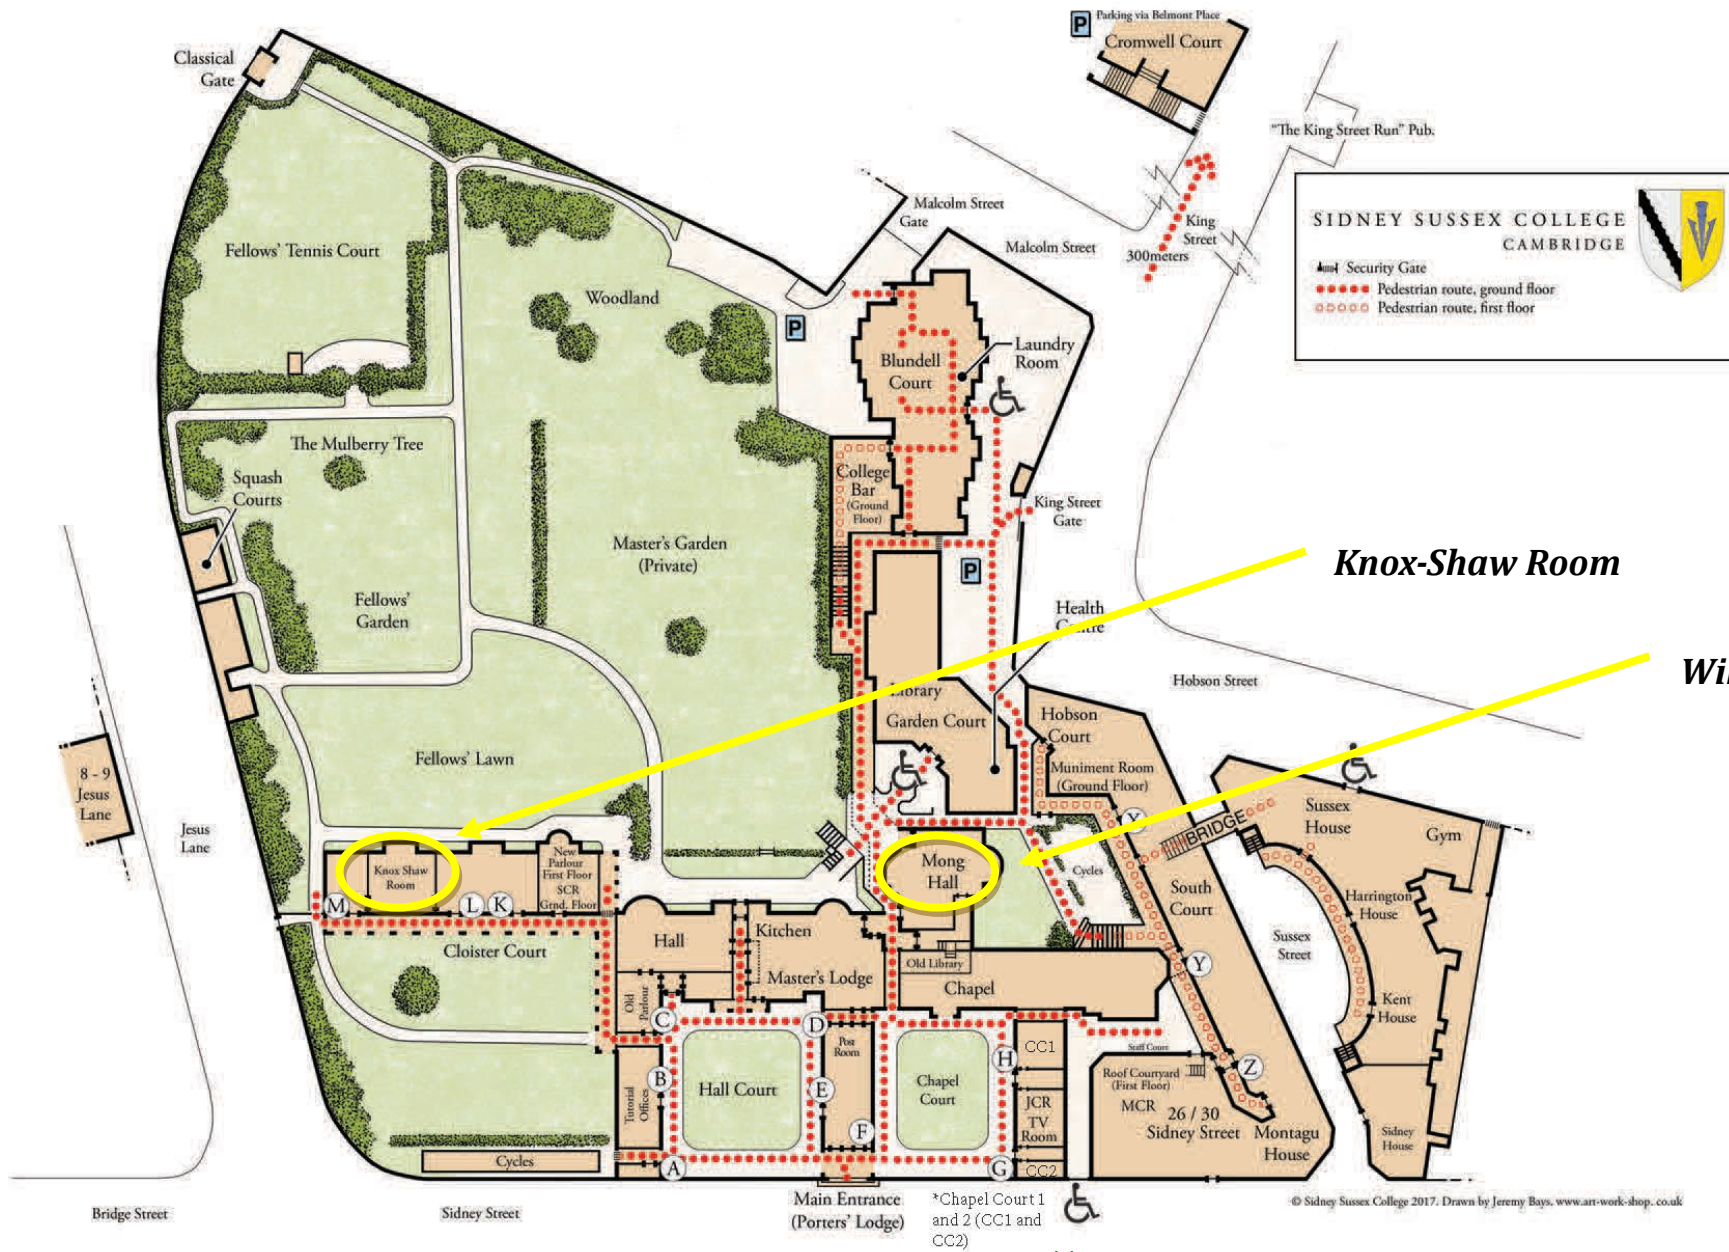 Parking via Belmont Place
P
Cromwell Court
Classical
Gate
"The King Street Run" Pub.
SIDNEY SUSSEX COLLEGE
CAMBRIDGE
Security Gate
Pedestrian route, ground floor
Pedestrian route, first floor
Malcolm Street
Gate
Malcolm Street
King
Street
300meters
Fellows' Tennis Court
Woodland
P
Blundell
Court
Laundry
Room
The Mulberry Tree
Squash
Courts
College
Bar
(Ground
Floor)
King Street
Gate
Master's Garden
(Private)
P
Knox-Shaw Room
Fellows'
Garden
Health
Centre
Hobson Street
Library
Garden Court
Hobson
Court
Muniment Room
(Ground Floor)
Fellows' Lawn
8 - 9
Jesus
Lane
Jesus
Lane
X
BRIDGE
Sussex
House
Gym
New
Parlour
First Floor
SCR
Grnd. Floor
Knox Shaw
Room
Mong
Hall
Cycles
South
Court
Harrington
House
M
L
K
Cloister Court
Hall
Kitchen
Master's Lodge
Old Library
Chapel
Sussex
Street
Y
Kent
House
Old
Parlour
C
D
Post
Room
CC1
H
Staff Court
Roof Courtyard
(First Floor)
MCR
Z
B
Tutorial
Offices
Hall Court
E
Chapel
Court
JCR
TV
Room
26 / 30
Sidney Street
Montagu
House
Sidney
House
F
Cycles
A
G
CC2
Main Entrance
(Porters' Lodge)
*Chapel Court 1
and 2 (CC1 and
CC2)
Bridge Street
Sidney Street
© Sidney Sussex College 2017. Drawn by Jeremy Bays. www.art-work-shop.co.uk